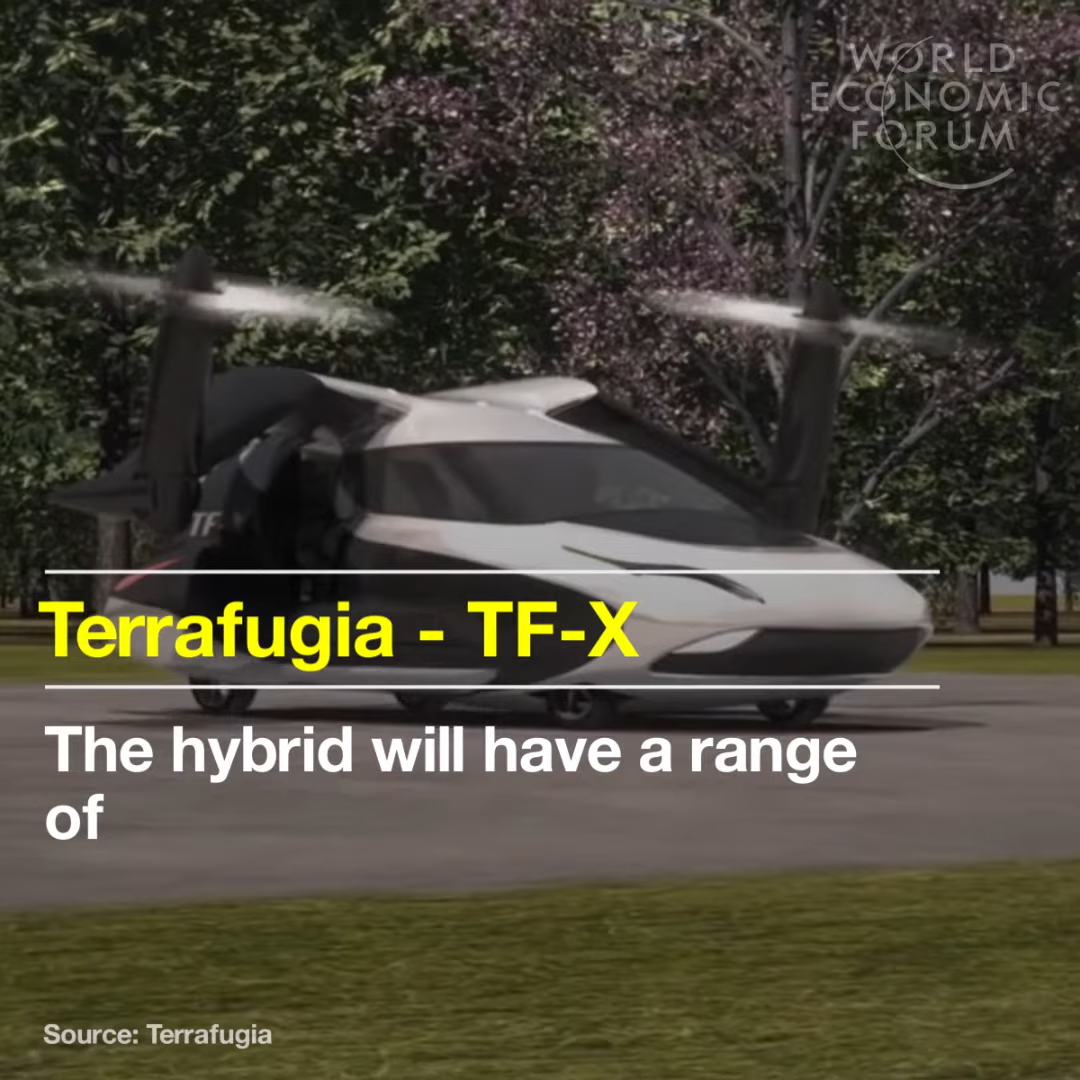 WORLD
ECONOMIC
FORUM
TF
Terrafugia - TF-X
The hybrid will have a range
of
Source: Terrafugia